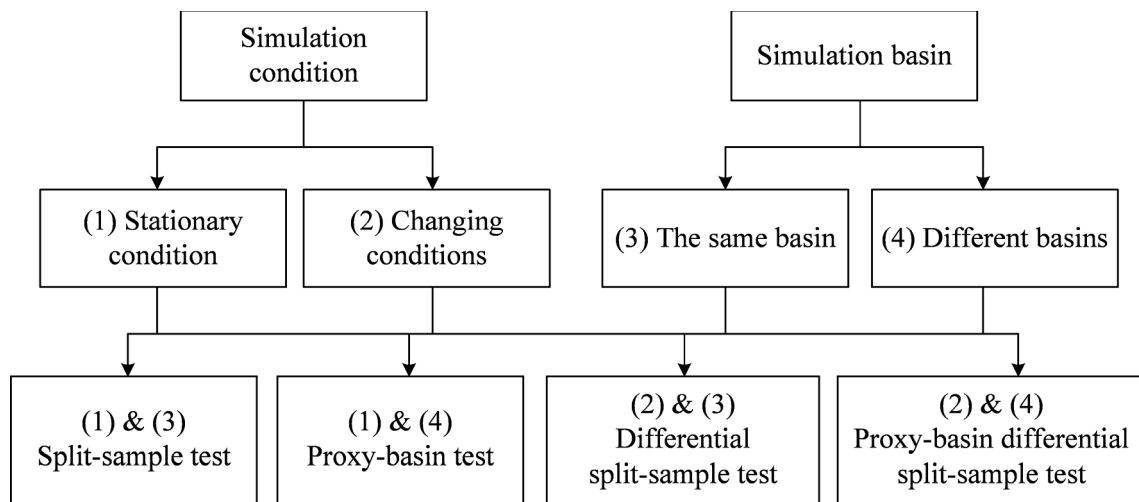 Simulation
condition
Simulation basin
(1) Stationary
condition
(2) Changing
conditions
(3) The same basin
(4) Different basins
(1) & (3)
Split-sample test
(1) & (4)
Proxy-basin test
(2) & (3)
Differential
split-sample test
(2) & (4)
Proxy-basin differential
split-sample test